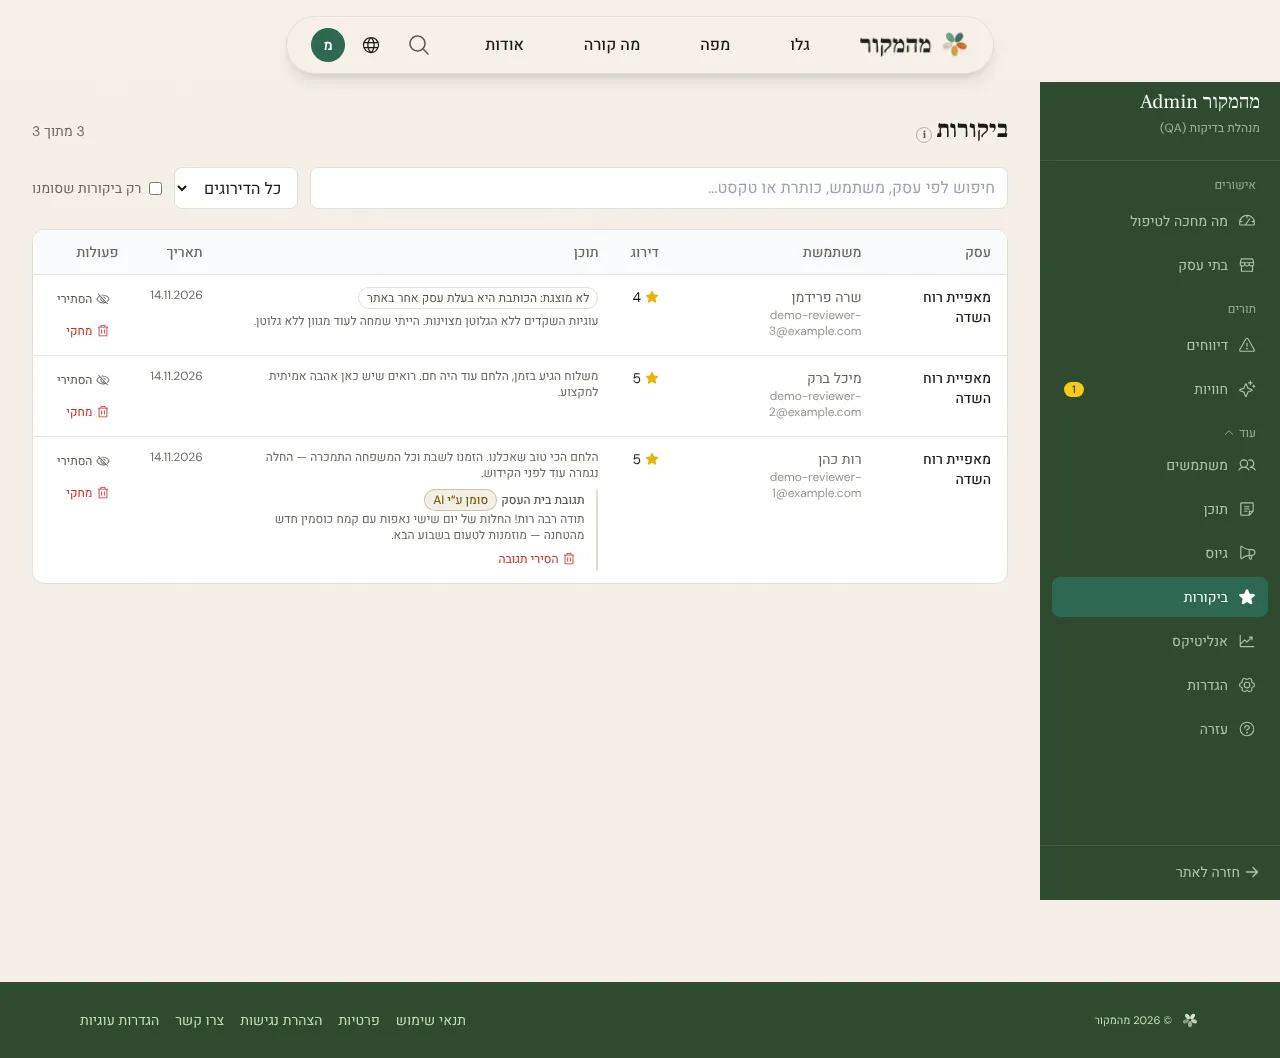 מהמקור
גלו
מפה
מה קורה
אודות
מ
מהמקור Admin
מנהלת בדיקות (QA)
אישורים
מה מחכה לטיפול
בתי עסק
תורים
דיווחים
חוויות
1
עוד
משתמשים
תוכן
גיוס
ביקורות
אנליטיקס
הגדרות
עזרה
חזרה לאתר
ביקורות
3 מתוך 3
חיפוש לפי עסק, משתמש, כותרת או טקסט...
כל הדירוגים
רק ביקורות שסומנו
עסק
משתמשת
דירוג
תוכן
תאריך
פעולות
מאפיית רוח
השדה
שרה פרידמן
demo-reviewer-
3@example.com
4
לא מוצגת: הכותבת היא בעלת עסק אחר באתר
עוגיות השקדים ללא הגלוטן מצוינות. הייתי שמחה לעוד מגוון ללא גלוטן.
14.11.2026
הסתירי
מחקי
מאפיית רוח
השדה
מיכל ברק
demo-reviewer-
2@example.com
5
משלוח הגיע בזמן, הלחם עוד היה חם. רואים שיש כאן אהבה אמיתית
למקצוע.
14.11.2026
הסתירי
מחקי
מאפיית רוח
השדה
רות כהן
demo-reviewer-
1@example.com
5
הלחם הכי טוב שאכלנו. הזמנו לשבת וכל המשפחה התמכרה — החלה
נגמרה עוד לפני הקידוש.
תגובת בית העסק
סומן ע״י AI
תודה רבה רות! החלות של יום שישי נאפות עם קמח כוסמין חדש
מהטחנה — מוזמנות לטעום בשבוע הבא.
הסירי תגובה
14.11.2026
הסתירי
מחקי
© 2026 מהמקור
תנאי שימוש
פרטיות
הצהרת נגישות
צרו קשר
הגדרות עוגיות